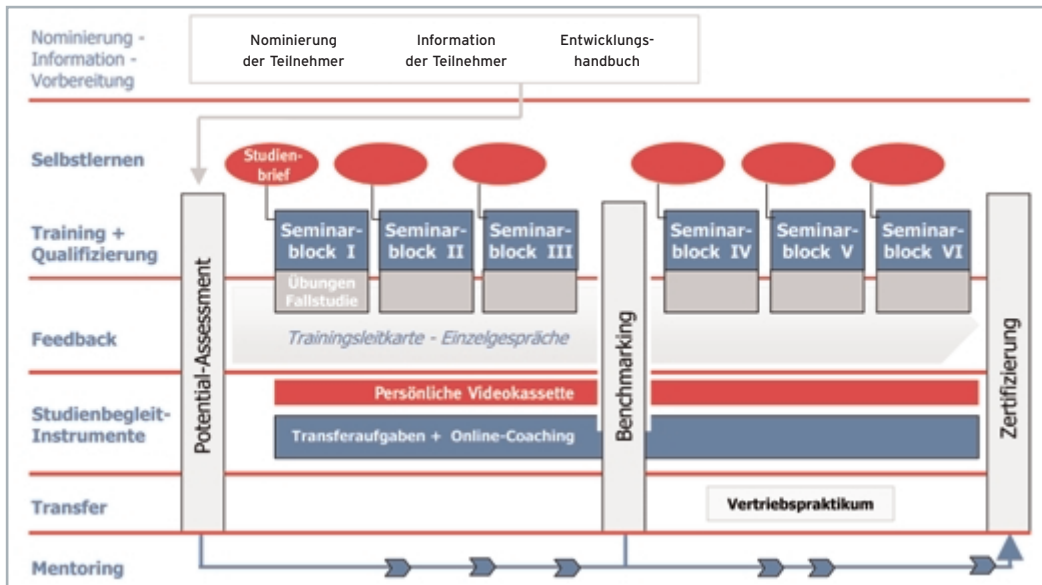 Nominierung -
Information -
Vorbereitung
Nominierung
der Teilnehmer
Information
der Teilnehmer
Entwicklungs-
handbuch
Selbstlernen
Studien-
brief
Training +
Qualifizierung
Seminar-
block I
Seminar-
block II
Seminar-
block III
Seminar-
block IV
Seminar-
block V
Seminar-
block VI
Übungen
Fallstudie
Feedback
Trainingsleitkarte - Einzelgespräche
Studienbegleit-
Instrumente
Persönliche Videokassette
Transferaufgaben + Online-Coaching
Transfer
Vertriebspraktikum
Mentoring
Potential-Assessment
Benchmarking
Zertifizierung